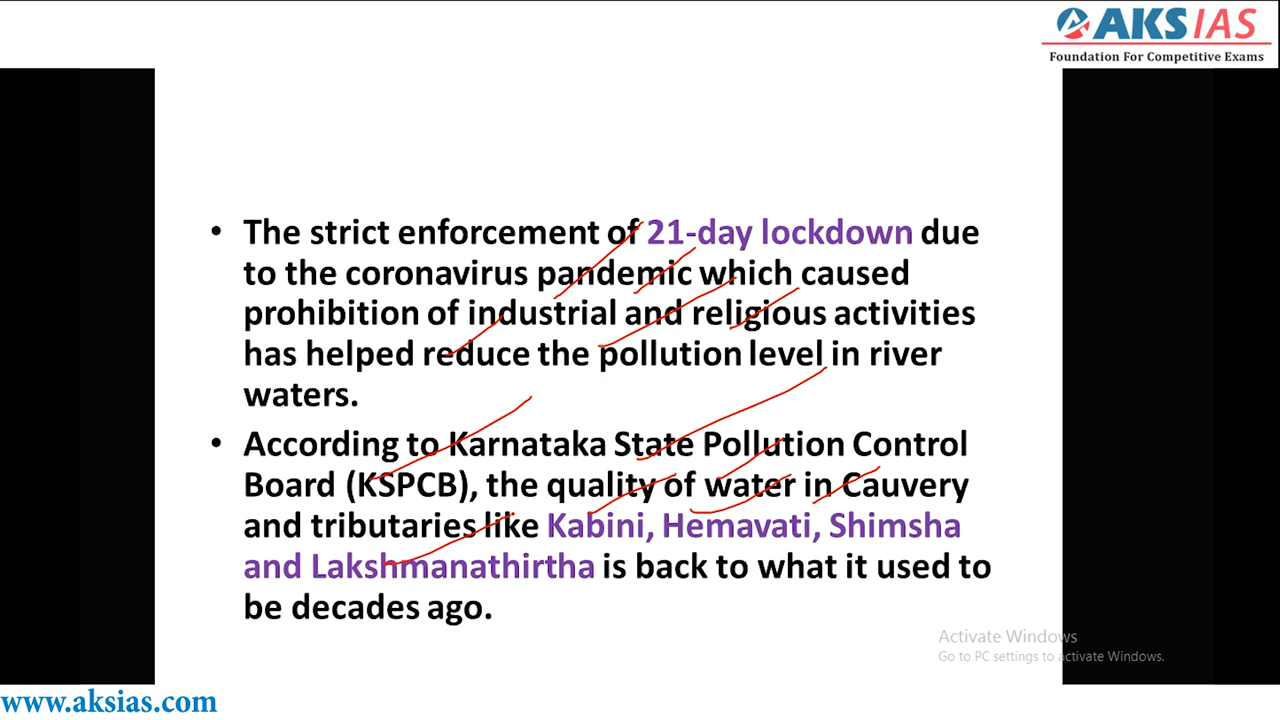 AKS IAS
Foundation For Competitive Exams
• The strict enforcement of 21-day lockdown due
to the coronavirus pandemic which caused
prohibition of industrial and religious activities
has helped reduce the pollution level in river
waters.
• According to Karnataka State Pollution Control
Board (KSPCB), the quality of water in Cauvery
and tributaries like Kabini, Hemavati, Shimsha
and Lakshmanathirtha is back to what it used to
be decades ago.
Activate Windows
Go to PC settings to activate Windows.
www.aksias.com